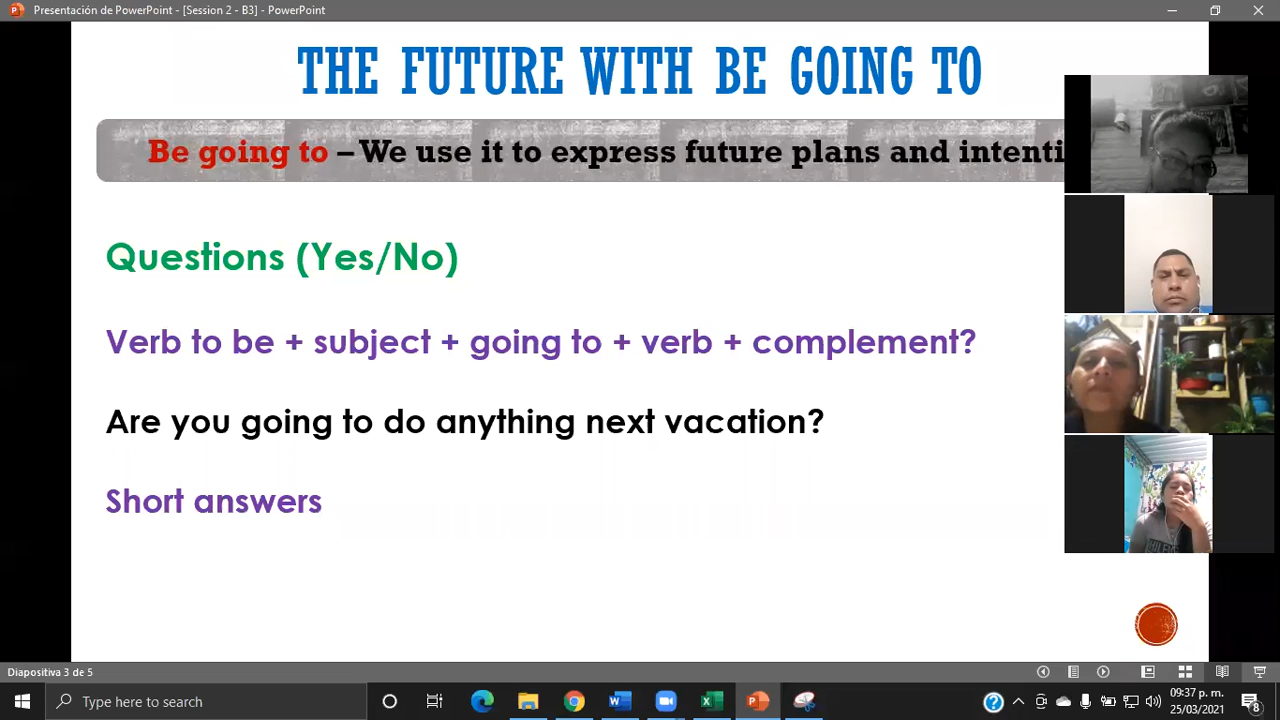 Presentación de PowerPoint - [Session 2 - B3] - PowerPoint
THE FUTURE WITH BE GOING TO
Be going to – We use it to express future plans and intenti
Questions (Yes/No)
Verb to be + subject + going to + verb + complement?
Are you going to do anything next vacation?
Short answers
Diapositiva 3 de 5
Type here to search
09:37 p. m.
25/03/2021
8